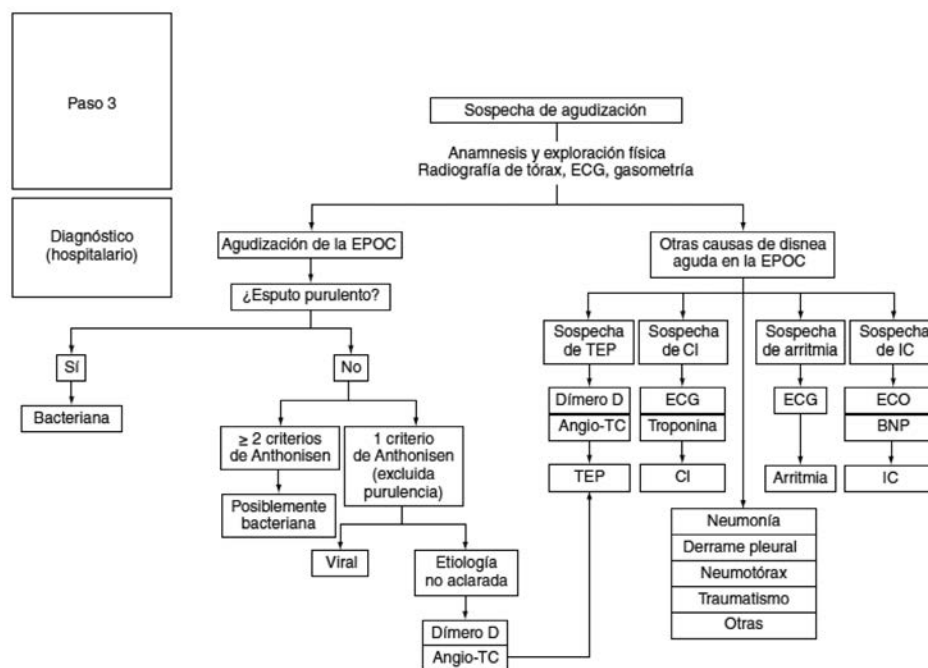 Paso 3
Diagnóstico
(hospitalario)
Sospecha de agudización
Anamnesis y exploración física
Radiografía de tórax, ECG, gasometría
Agudización de la EPOC
Otras causas de disnea
aguda en la EPOC
¿Esputo purulento?
Sí
No
Bacteriana
≥ 2 criterios
de Anthonisen
1 criterio
de Anthonisen
(excluida
purulencia)
Posiblemente
bacteriana
Viral
Etiología
no aclarada
Dímero D
Angio-TC
Sospecha
de TEP
Sospecha
de CI
Sospecha
de arritmia
Sospecha
de IC
Dímero D
Angio-TC
ECG
Troponina
ECG
ECO
BNP
TEP
CI
Arritmia
IC
Neumonía
Derrame pleural
Neumotórax
Traumatismo
Otras